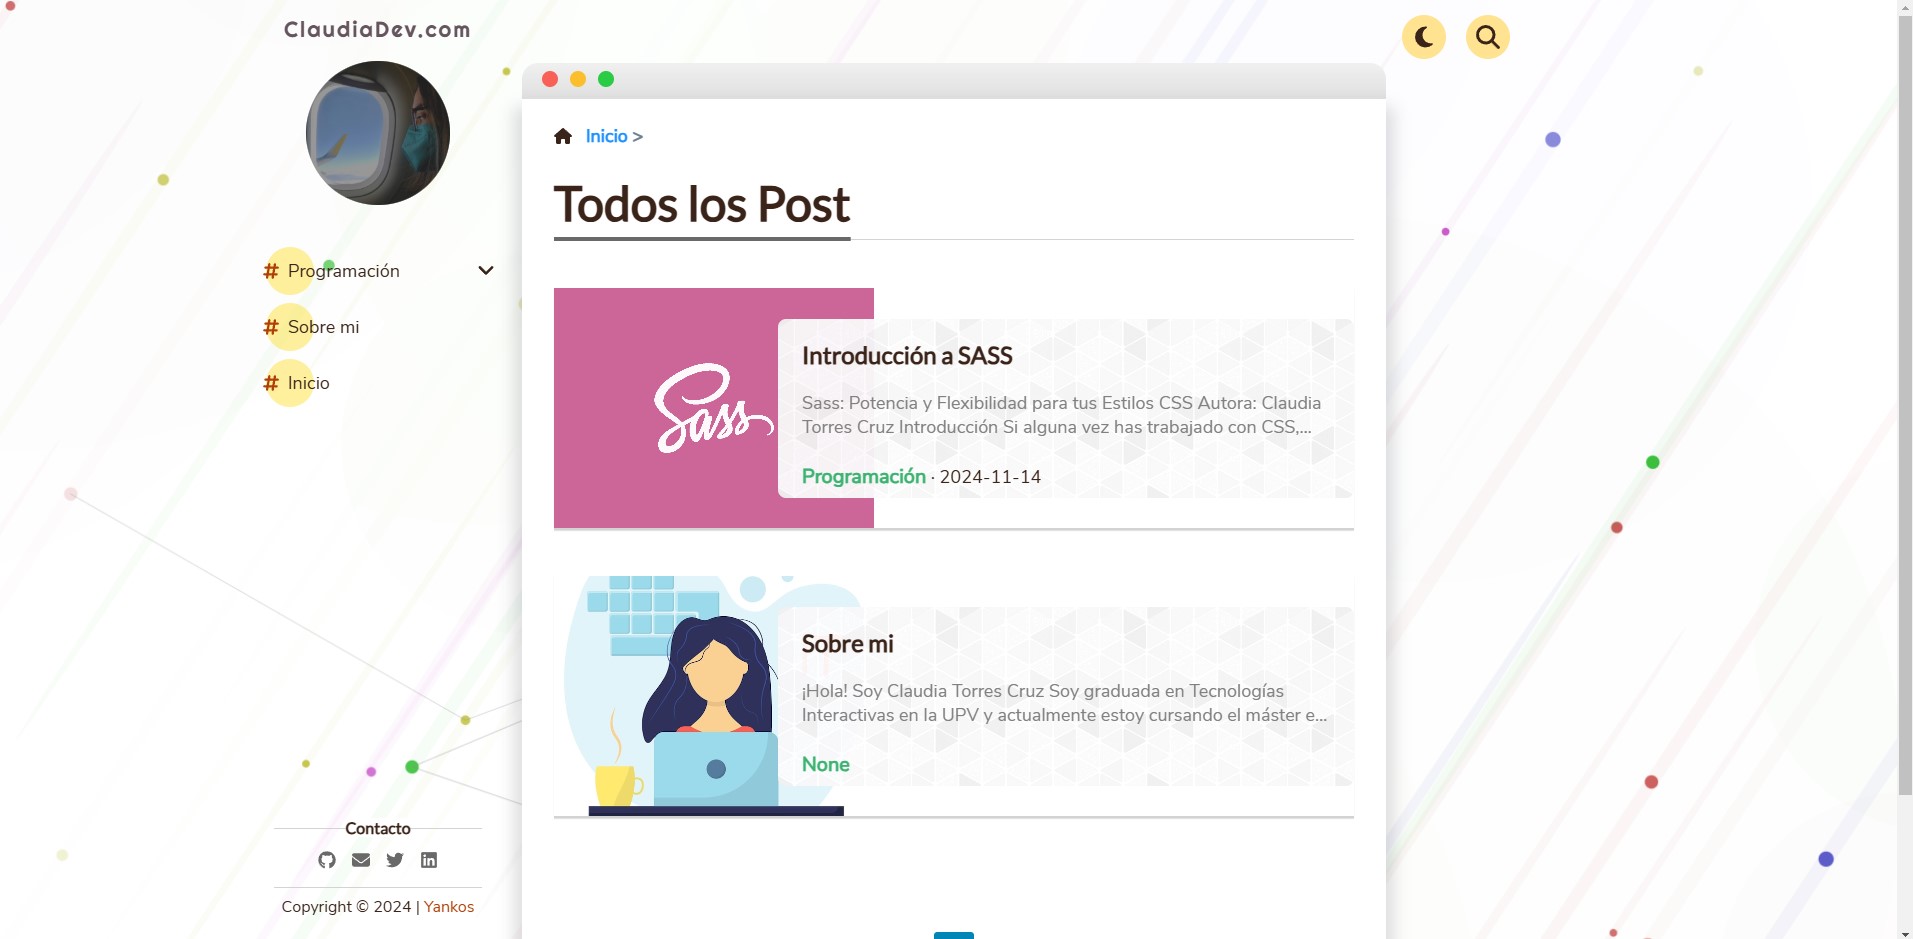 ClaudiaDev.com
# Programación
# Sobre mi
# Inicio
Contacto
Copyright © 2024 | Yankos
Inicio >
Todos los Post
Sass
Introducción a SASS
Sass: Potencia y Flexibilidad para tus Estilos CSS Autora: Claudia
Torres Cruz Introducción Si alguna vez has trabajado con CSS,...
Programación · 2024-11-14
Sobre mi
¡Hola! Soy Claudia Torres Cruz Soy graduada en Tecnologías
Interactivas en la UPV y actualmente estoy cursando el máster e...
None